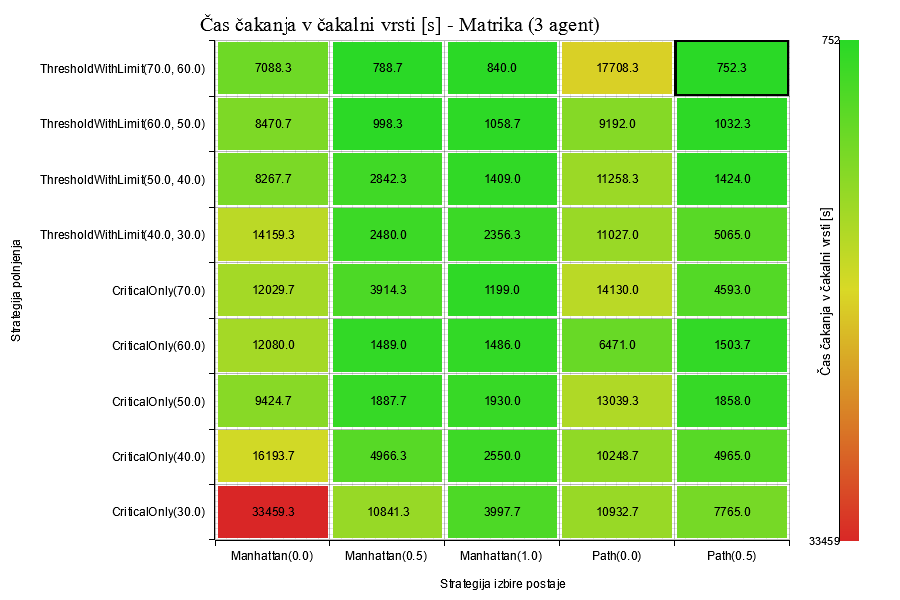 Čas čakanja v čakalni vrsti [s] - Matrika (3 agent)
Strategija polnjenja
ThresholdWithLimit(70.0, 60.0) 7088.3 788.7 840.0 17708.3 752.3
ThresholdWithLimit(60.0, 50.0) 8470.7 998.3 1058.7 9192.0 1032.3
ThresholdWithLimit(50.0, 40.0) 8267.7 2842.3 1409.0 11258.3 1424.0
ThresholdWithLimit(40.0, 30.0) 14159.3 2480.0 2356.3 11027.0 5065.0
CriticalOnly(70.0) 12029.7 3914.3 1199.0 14130.0 4593.0
CriticalOnly(60.0) 12080.0 1489.0 1486.0 6471.0 1503.7
CriticalOnly(50.0) 9424.7 1887.7 1930.0 13039.3 1858.0
CriticalOnly(40.0) 16193.7 4966.3 2550.0 10248.7 4965.0
CriticalOnly(30.0) 33459.3 10841.3 3997.7 10932.7 7765.0
Manhattan(0.0) Manhattan(0.5) Manhattan(1.0) Path(0.0) Path(0.5)
Strategija izbire postaje
752
Čas čakanja v čakalni vrsti [s]
33459